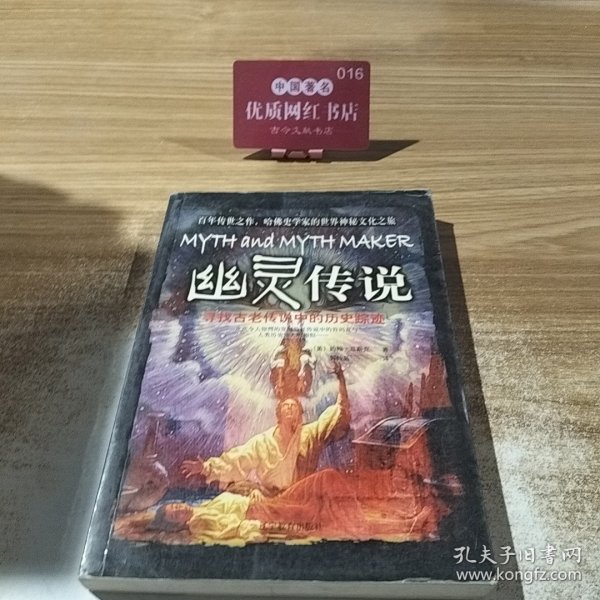 016
中国著名
优质网红书店
古今文献书店
百年传世之作，哈佛史学家的世界神秘文化之旅
MYTH and MYTH MAKER
幽灵传说
寻找古老传说中的历史踪迹
孔夫子旧书网
www.kongfz.com